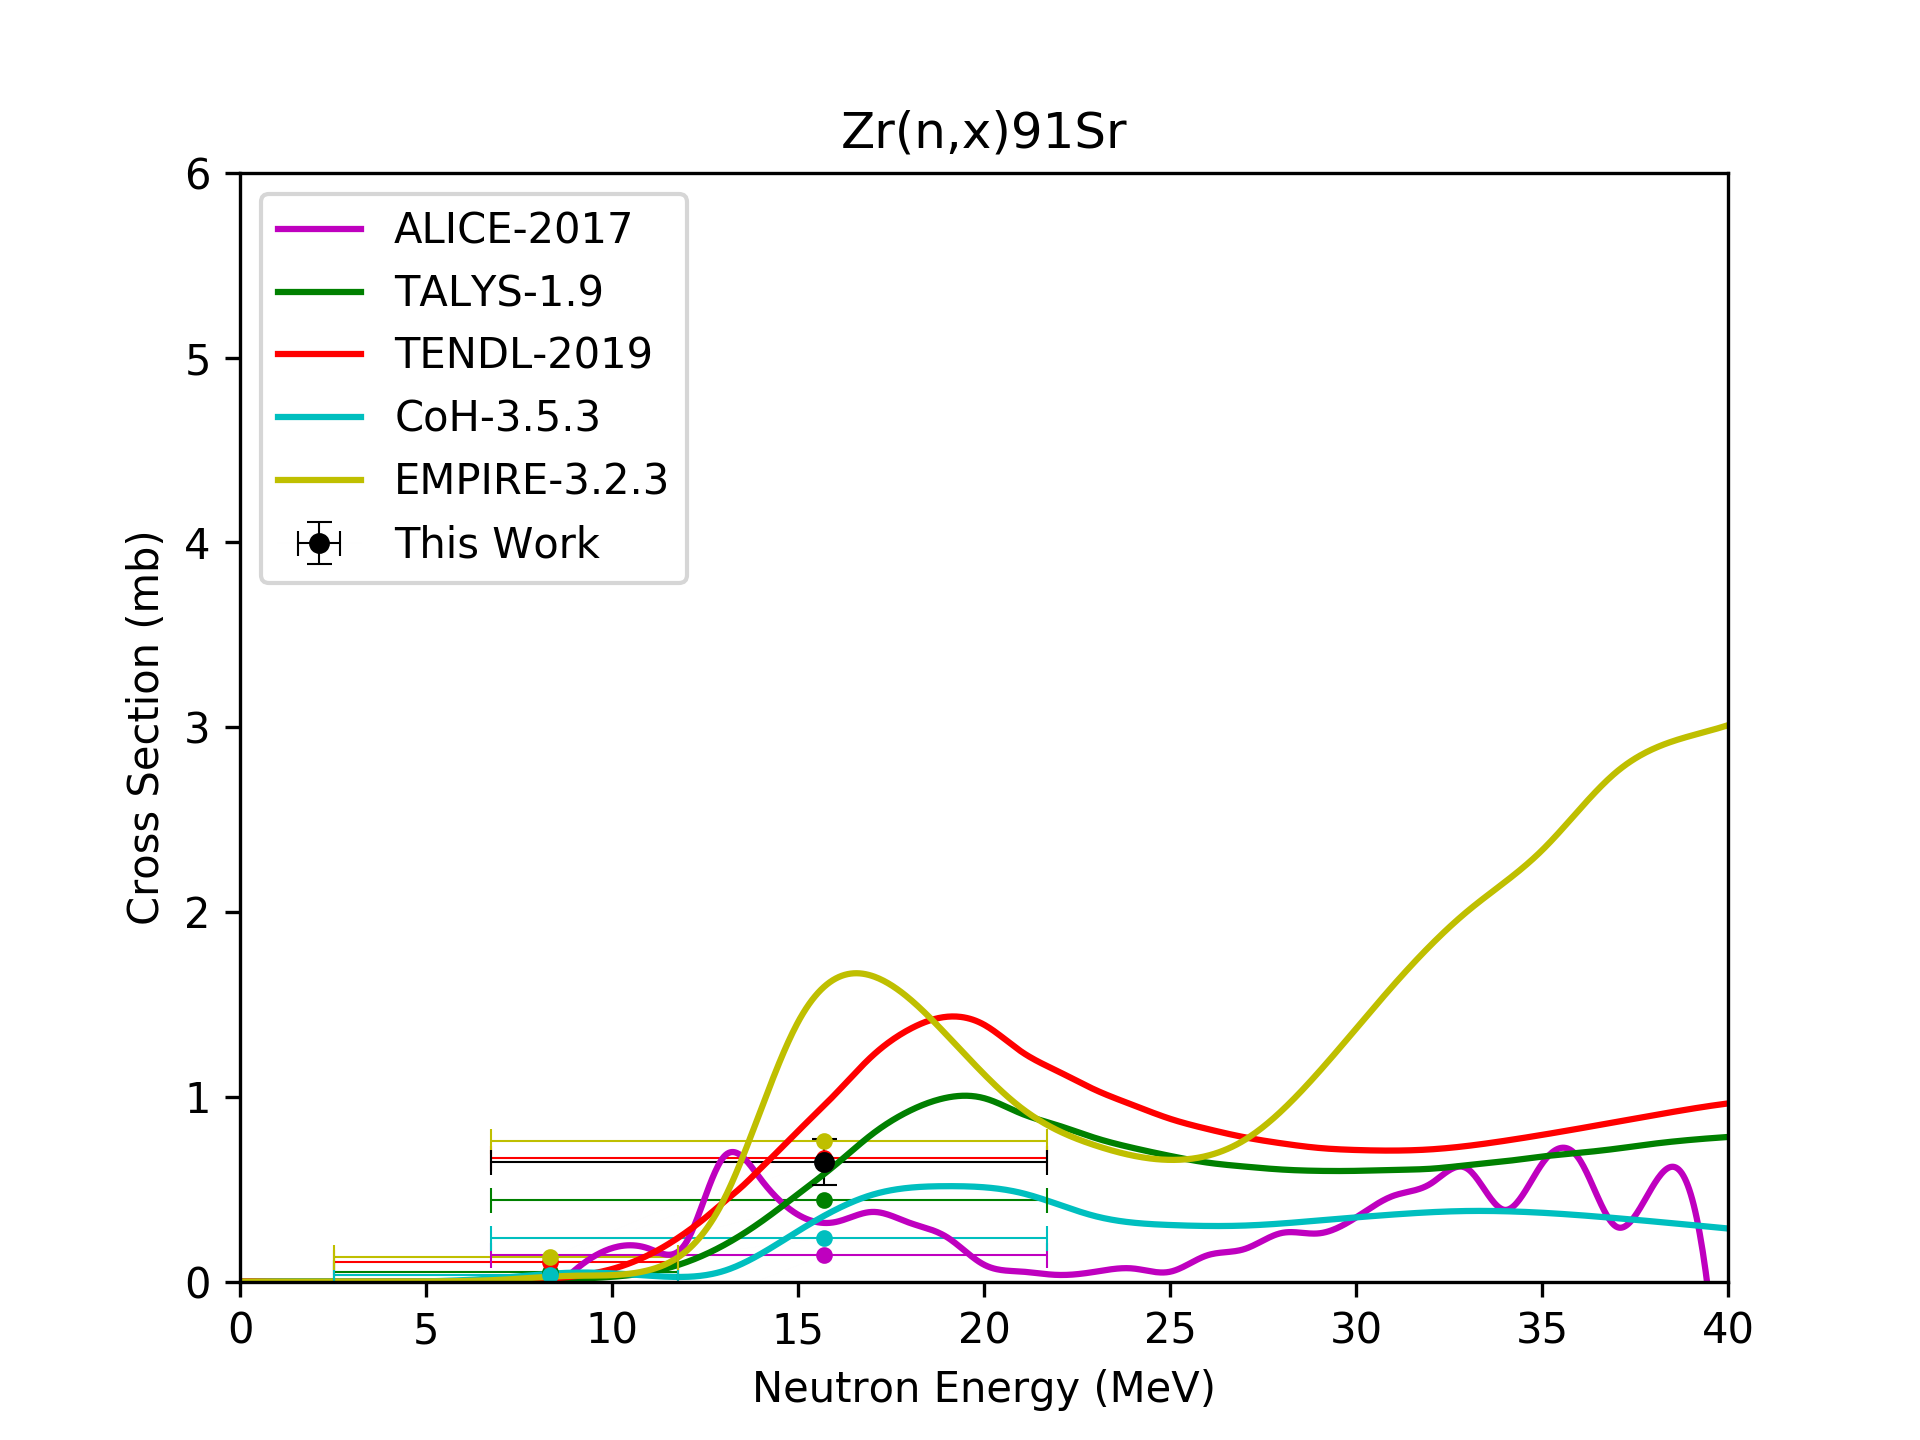 Zr(n,x)91Sr
6
5
4
3
2
1
0
Cross Section (mb)
ALICE-2017
TALYS-1.9
TENDL-2019
CoH-3.5.3
EMPIRE-3.2.3
This Work
0 5 10 15 20 25 30 35 40
Neutron Energy (MeV)